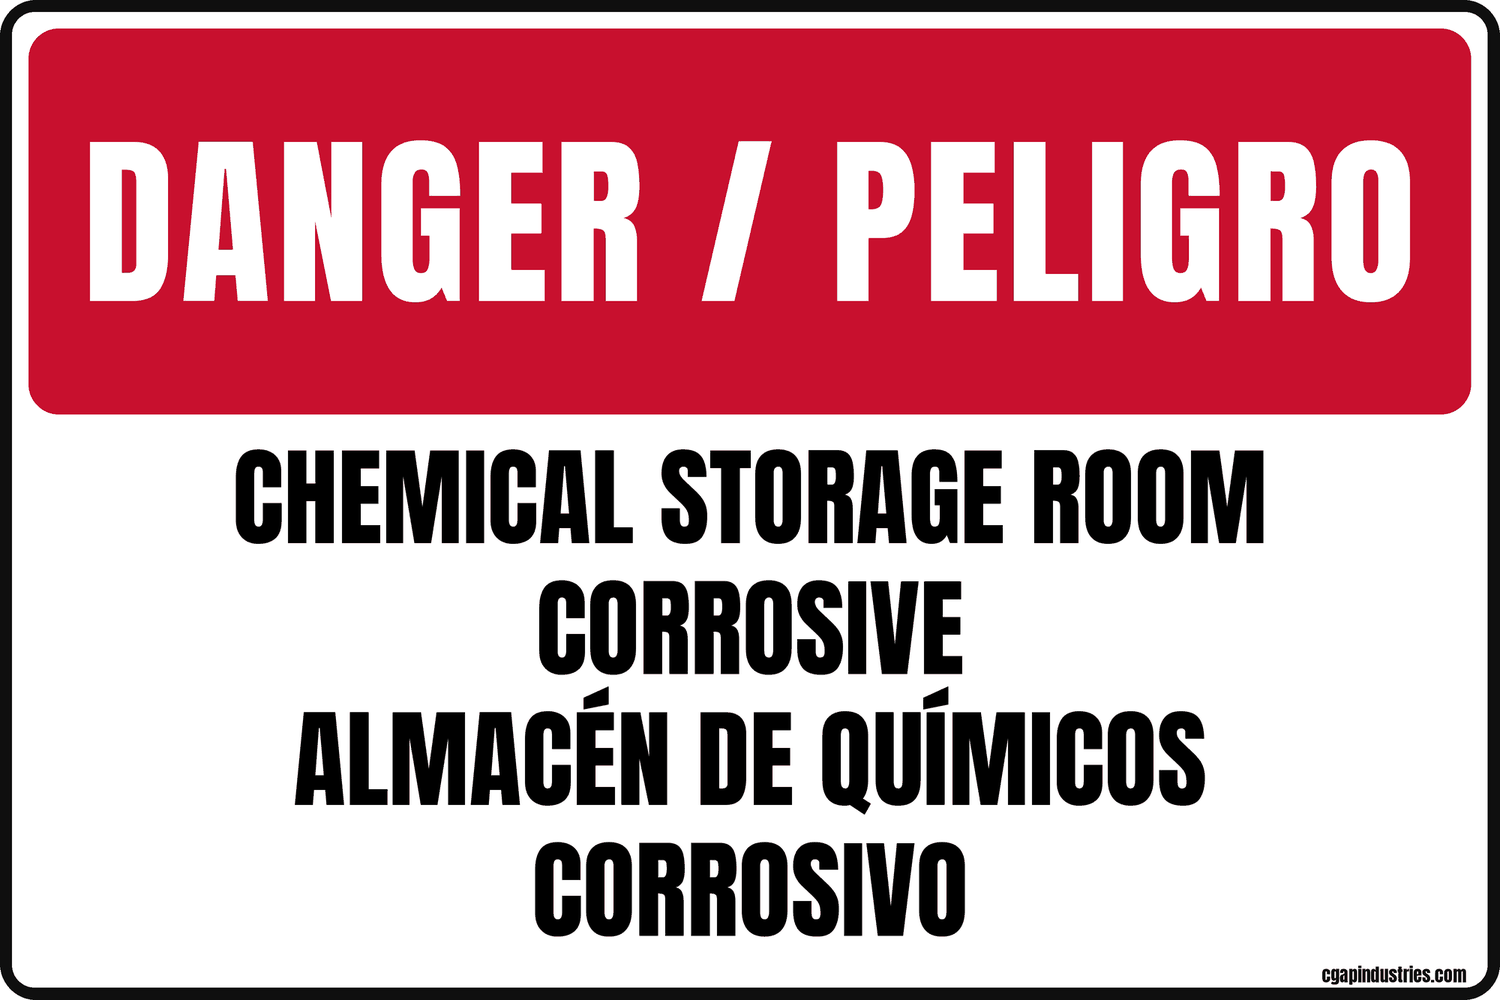 DANGER / PELIGRO
CHEMICAL STORAGE ROOM
CORROSIVE
ALMACÉN DE QUÍMICOS
CORROSIVO
cgapindustries.com